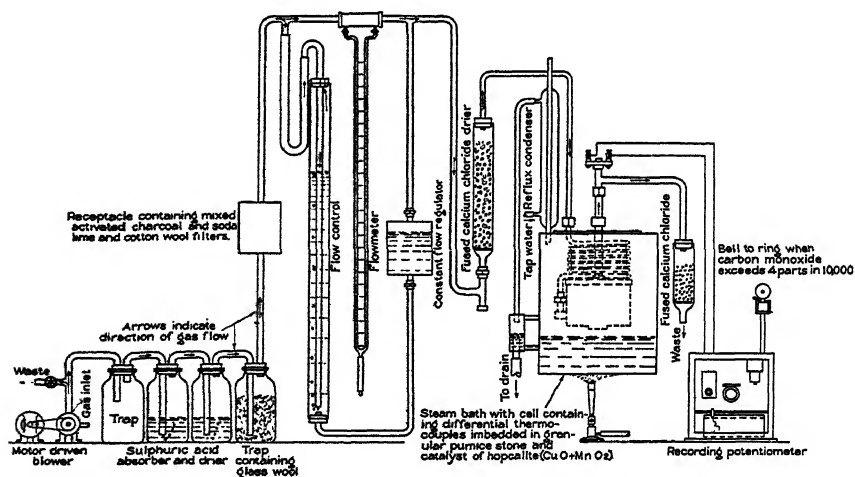 Receptacle containing mixed
activated charcoal and soda
lime and cotton wool filters.
Arrows indicate
direction of gas flow
Waste
Gas inlet
Motor driven
blower
Trap
Sulphuric acid
absorber and drier
Trap
containing
glass wool
Flow control
Flowmeter
Constant flow regulator
Fused calcium chloride drier
Tap water in
Reflux condenser
To drain
Steam bath with cell contain-
ing differential thermo-
couples imbedded in gran-
ular pumice stone and
catalyst of hopcalite (CuO+MnO2)
Fused calcium chloride
Waste
Bell to ring when
carbon monoxide
exceeds 4 parts in 10,000
Recording potentiometer